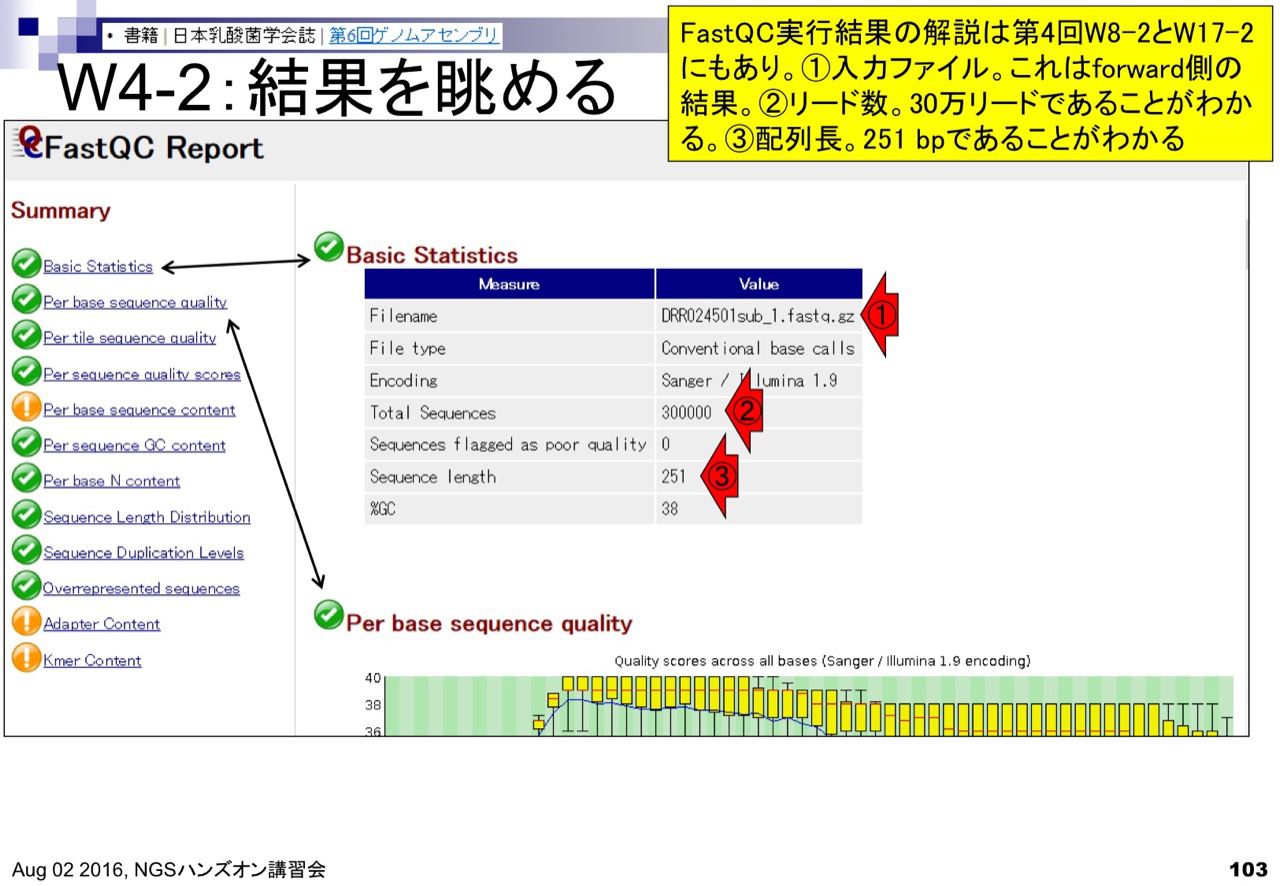 • 書籍 | 日本乳酸菌学会誌 | 第6回ゲノムアセンブリ
W4-2：結果を眺める
FastQC実行結果の解説は第4回W8-2とW17-2
にもあり。①入力ファイル。これはforward側の
結果。②リード数。30万リードであることがわか
る。③配列長。251 bpであることがわかる
FastQC Report
Summary
Basic Statistics
Per base sequence quality
Per tile sequence quality
Per sequence quality scores
Per base sequence content
Per sequence GC content
Per base N content
Sequence Length Distribution
Sequence Duplication Levels
Overrepresented sequences
Adapter Content
Kmer Content
Basic Statistics
Measure Value
Filename DRR024501sub_1.fastq.gz ①
File type Conventional base calls
Encoding Sanger / Illumina 1.9
Total Sequences 300000 ②
Sequences flagged as poor quality 0
Sequence length 251 ③
%GC 38
Per base sequence quality
Quality scores across all bases (Sanger / Illumina 1.9 encoding)
40
38
36
Aug 02 2016, NGSハンズオン講習会
103